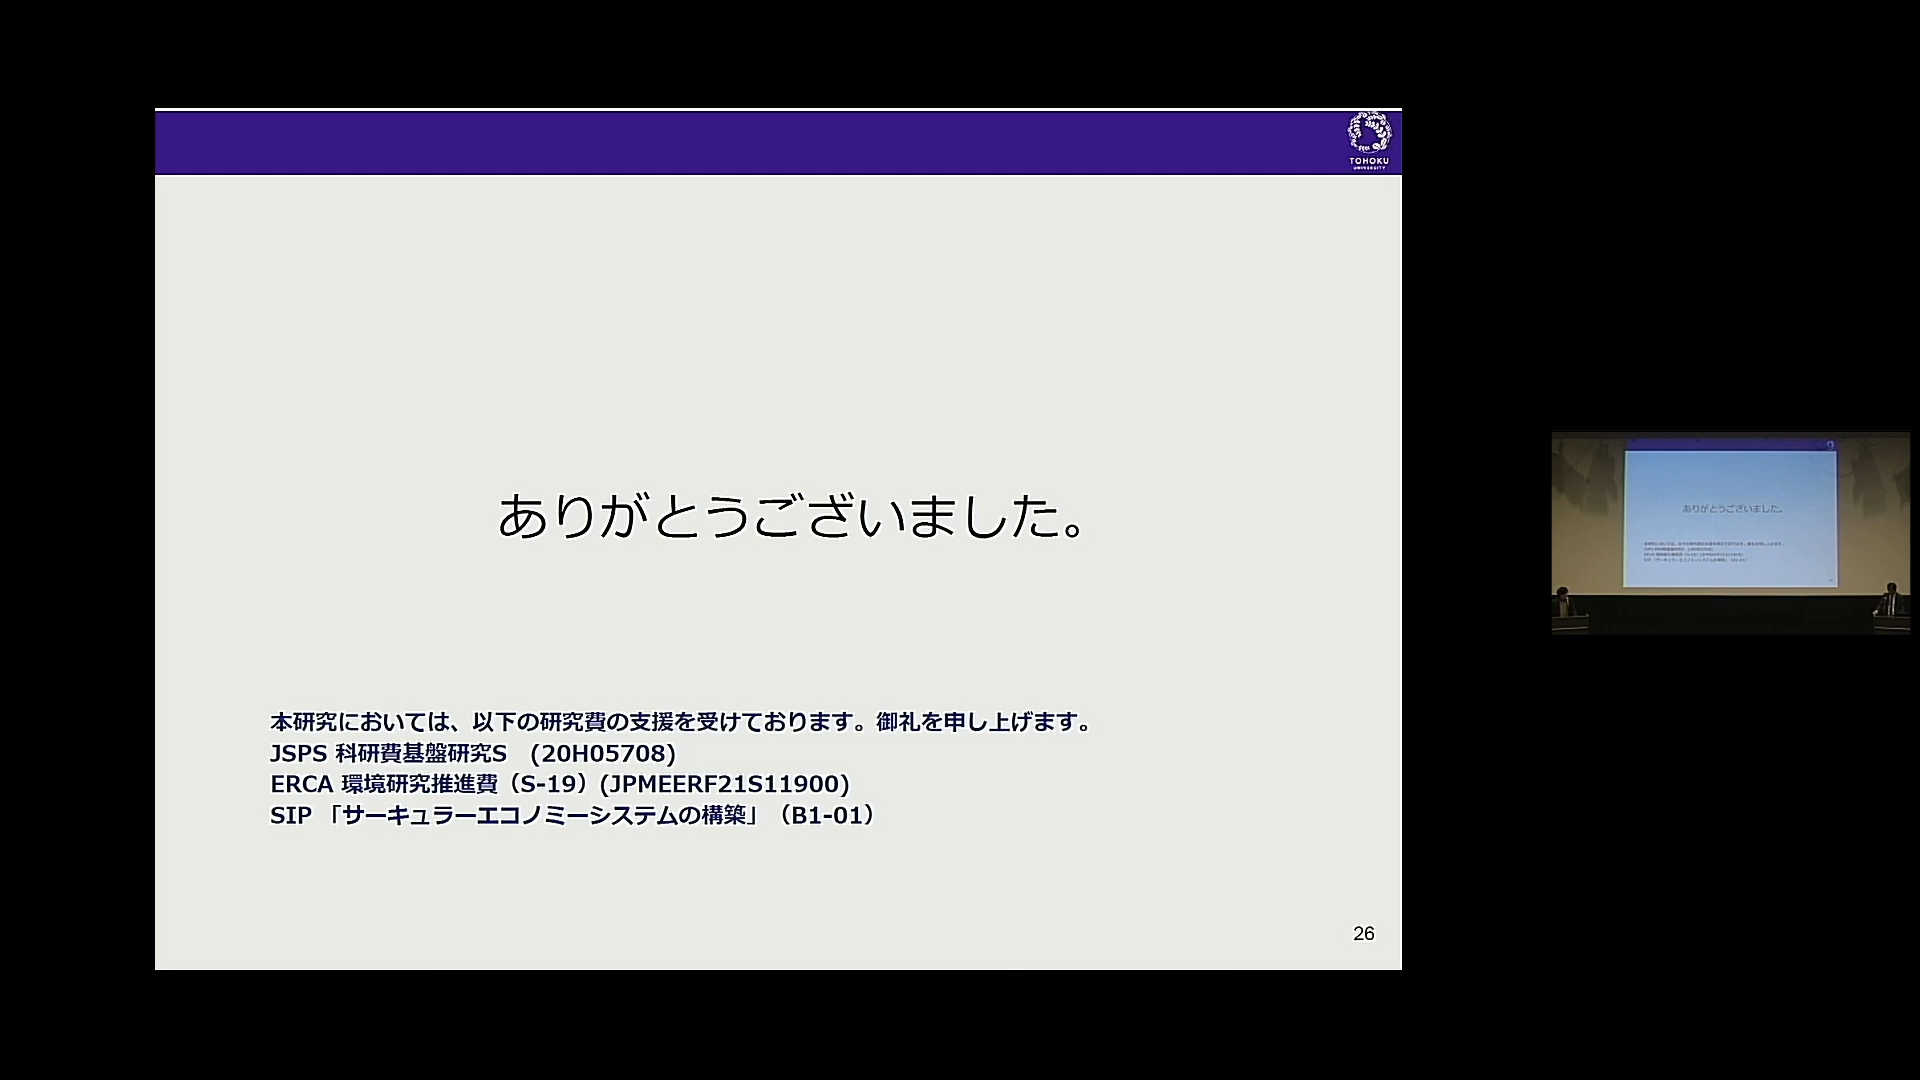 TOHOKU
UNIVERSITY
ありがとうございました。
本研究においては、以下の研究費の支援を受けております。御礼を申し上げます。
JSPS 科研費基盤研究S (20H05708)
ERCA 環境研究推進費（S-19）(JPMEERF21S11900)
SIP 「サーキュラーエコノミーシステムの構築」（B1-01）
26
ありがとうございました。